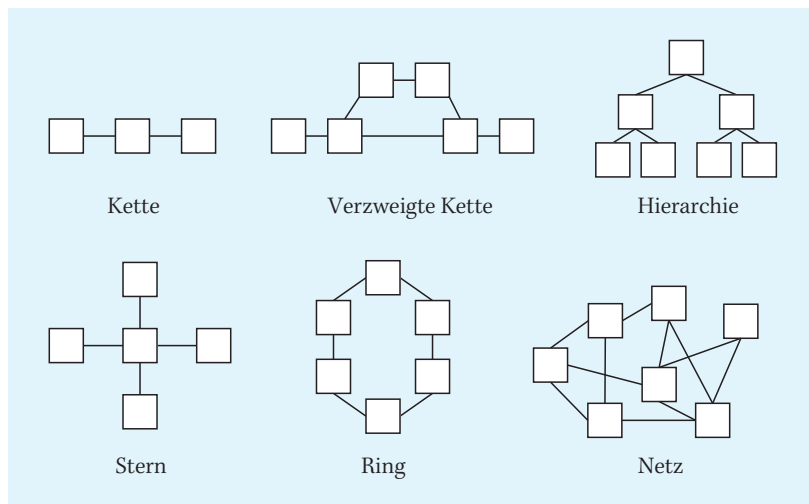 Kette
Verzweigte Kette
Hierarchie
Stern
Ring
Netz